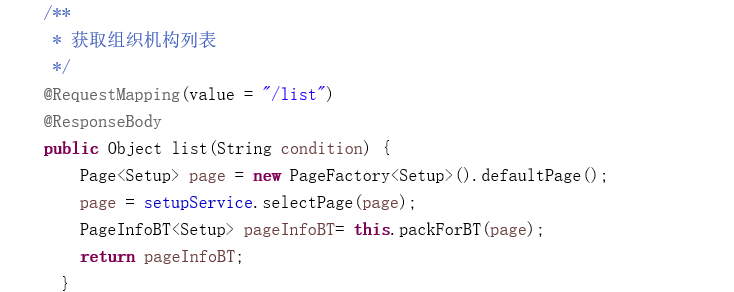 /**
 * 获取组织机构列表
 */
@RequestMapping(value = "/list")
@ResponseBody
public Object list(String condition) {
    Page<Setup> page = new PageFactory<Setup>().defaultPage();
    page = setupService.selectPage(page);
    PageInfoBT<Setup> pageInfoBT= this.packForBT(page);
    return pageInfoBT;
  }